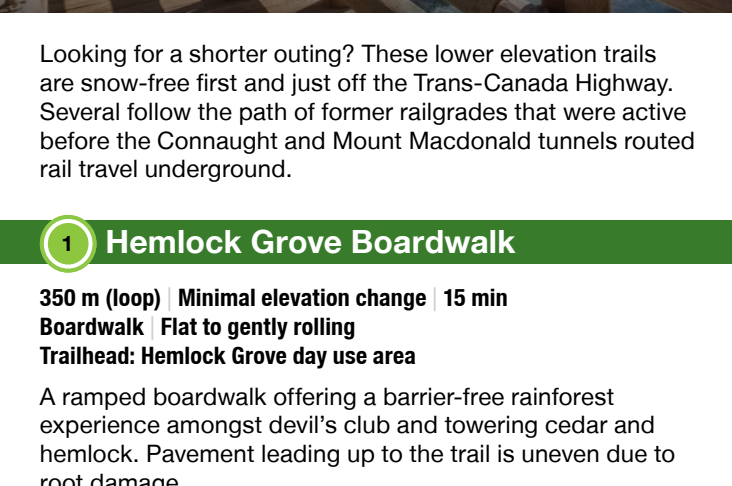 Looking for a shorter outing? These lower elevation trails
are snow-free first and just off the Trans-Canada Highway.
Several follow the path of former railgrades that were active
before the Connaught and Mount Macdonald tunnels routed
rail travel underground.
1 Hemlock Grove Boardwalk
350 m (loop) | Minimal elevation change | 15 min
Boardwalk | Flat to gently rolling
Trailhead: Hemlock Grove day use area
A ramped boardwalk offering a barrier-free rainforest
experience amongst devil's club and towering cedar and
hemlock. Pavement leading up to the trail is uneven due to
root damage